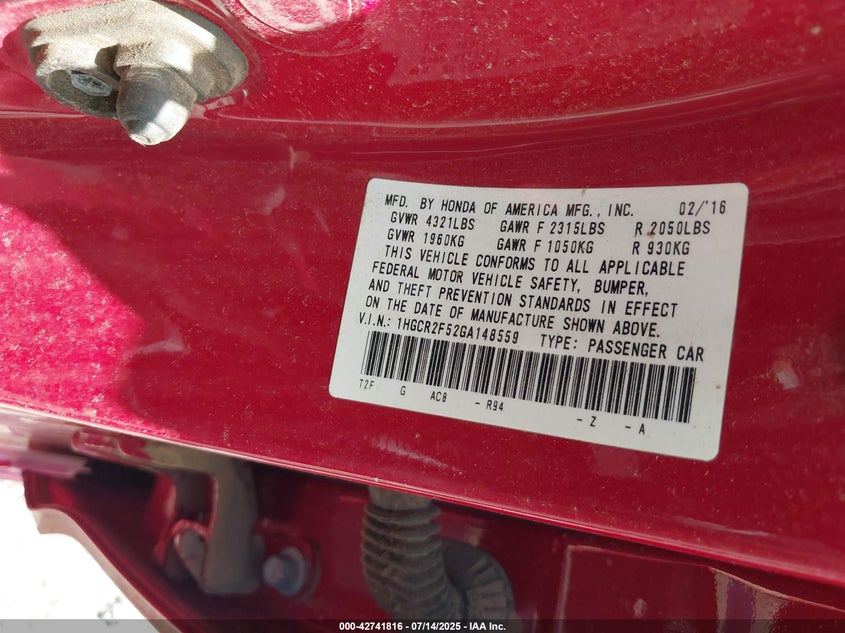 MFD. BY HONDA OF AMERICA MFG., INC. 02/'16
GVWR 4321LBS GAWR F 2315LBS R 2050LBS
GVWR 1960KG GAWR F 1050KG R 930KG
THIS VEHICLE CONFORMS TO ALL APPLICABLE
FEDERAL MOTOR VEHICLE SAFETY, BUMPER,
AND THEFT PREVENTION STANDARDS IN EFFECT
ON THE DATE OF MANUFACTURE SHOWN ABOVE.
V.I.N.: 1HGCR2F52GA148559 TYPE: PASSENGER CAR
T2F G AC8 - R94 - Z - A
000-42741816 / 07/14/2025 - IAA Inc.